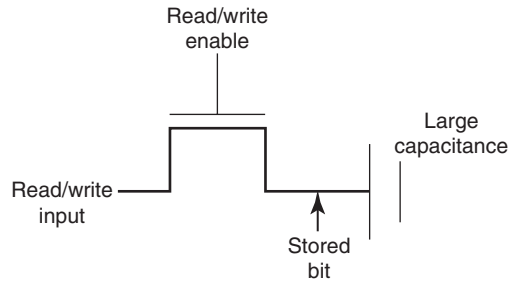 Read/write
enable
Large
capacitance
Read/write
input
Stored
bit